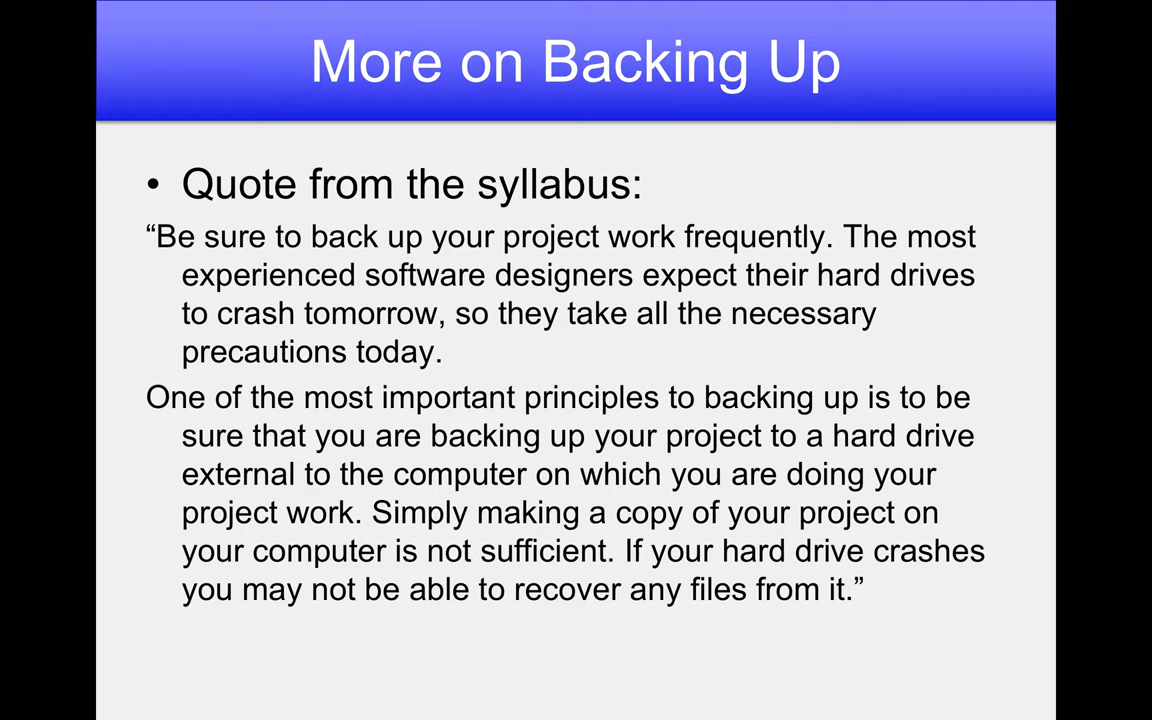 More on Backing Up
• Quote from the syllabus:
“Be sure to back up your project work frequently. The most
experienced software designers expect their hard drives
to crash tomorrow, so they take all the necessary
precautions today.
One of the most important principles to backing up is to be
sure that you are backing up your project to a hard drive
external to the computer on which you are doing your
project work. Simply making a copy of your project on
your computer is not sufficient. If your hard drive crashes
you may not be able to recover any files from it.”